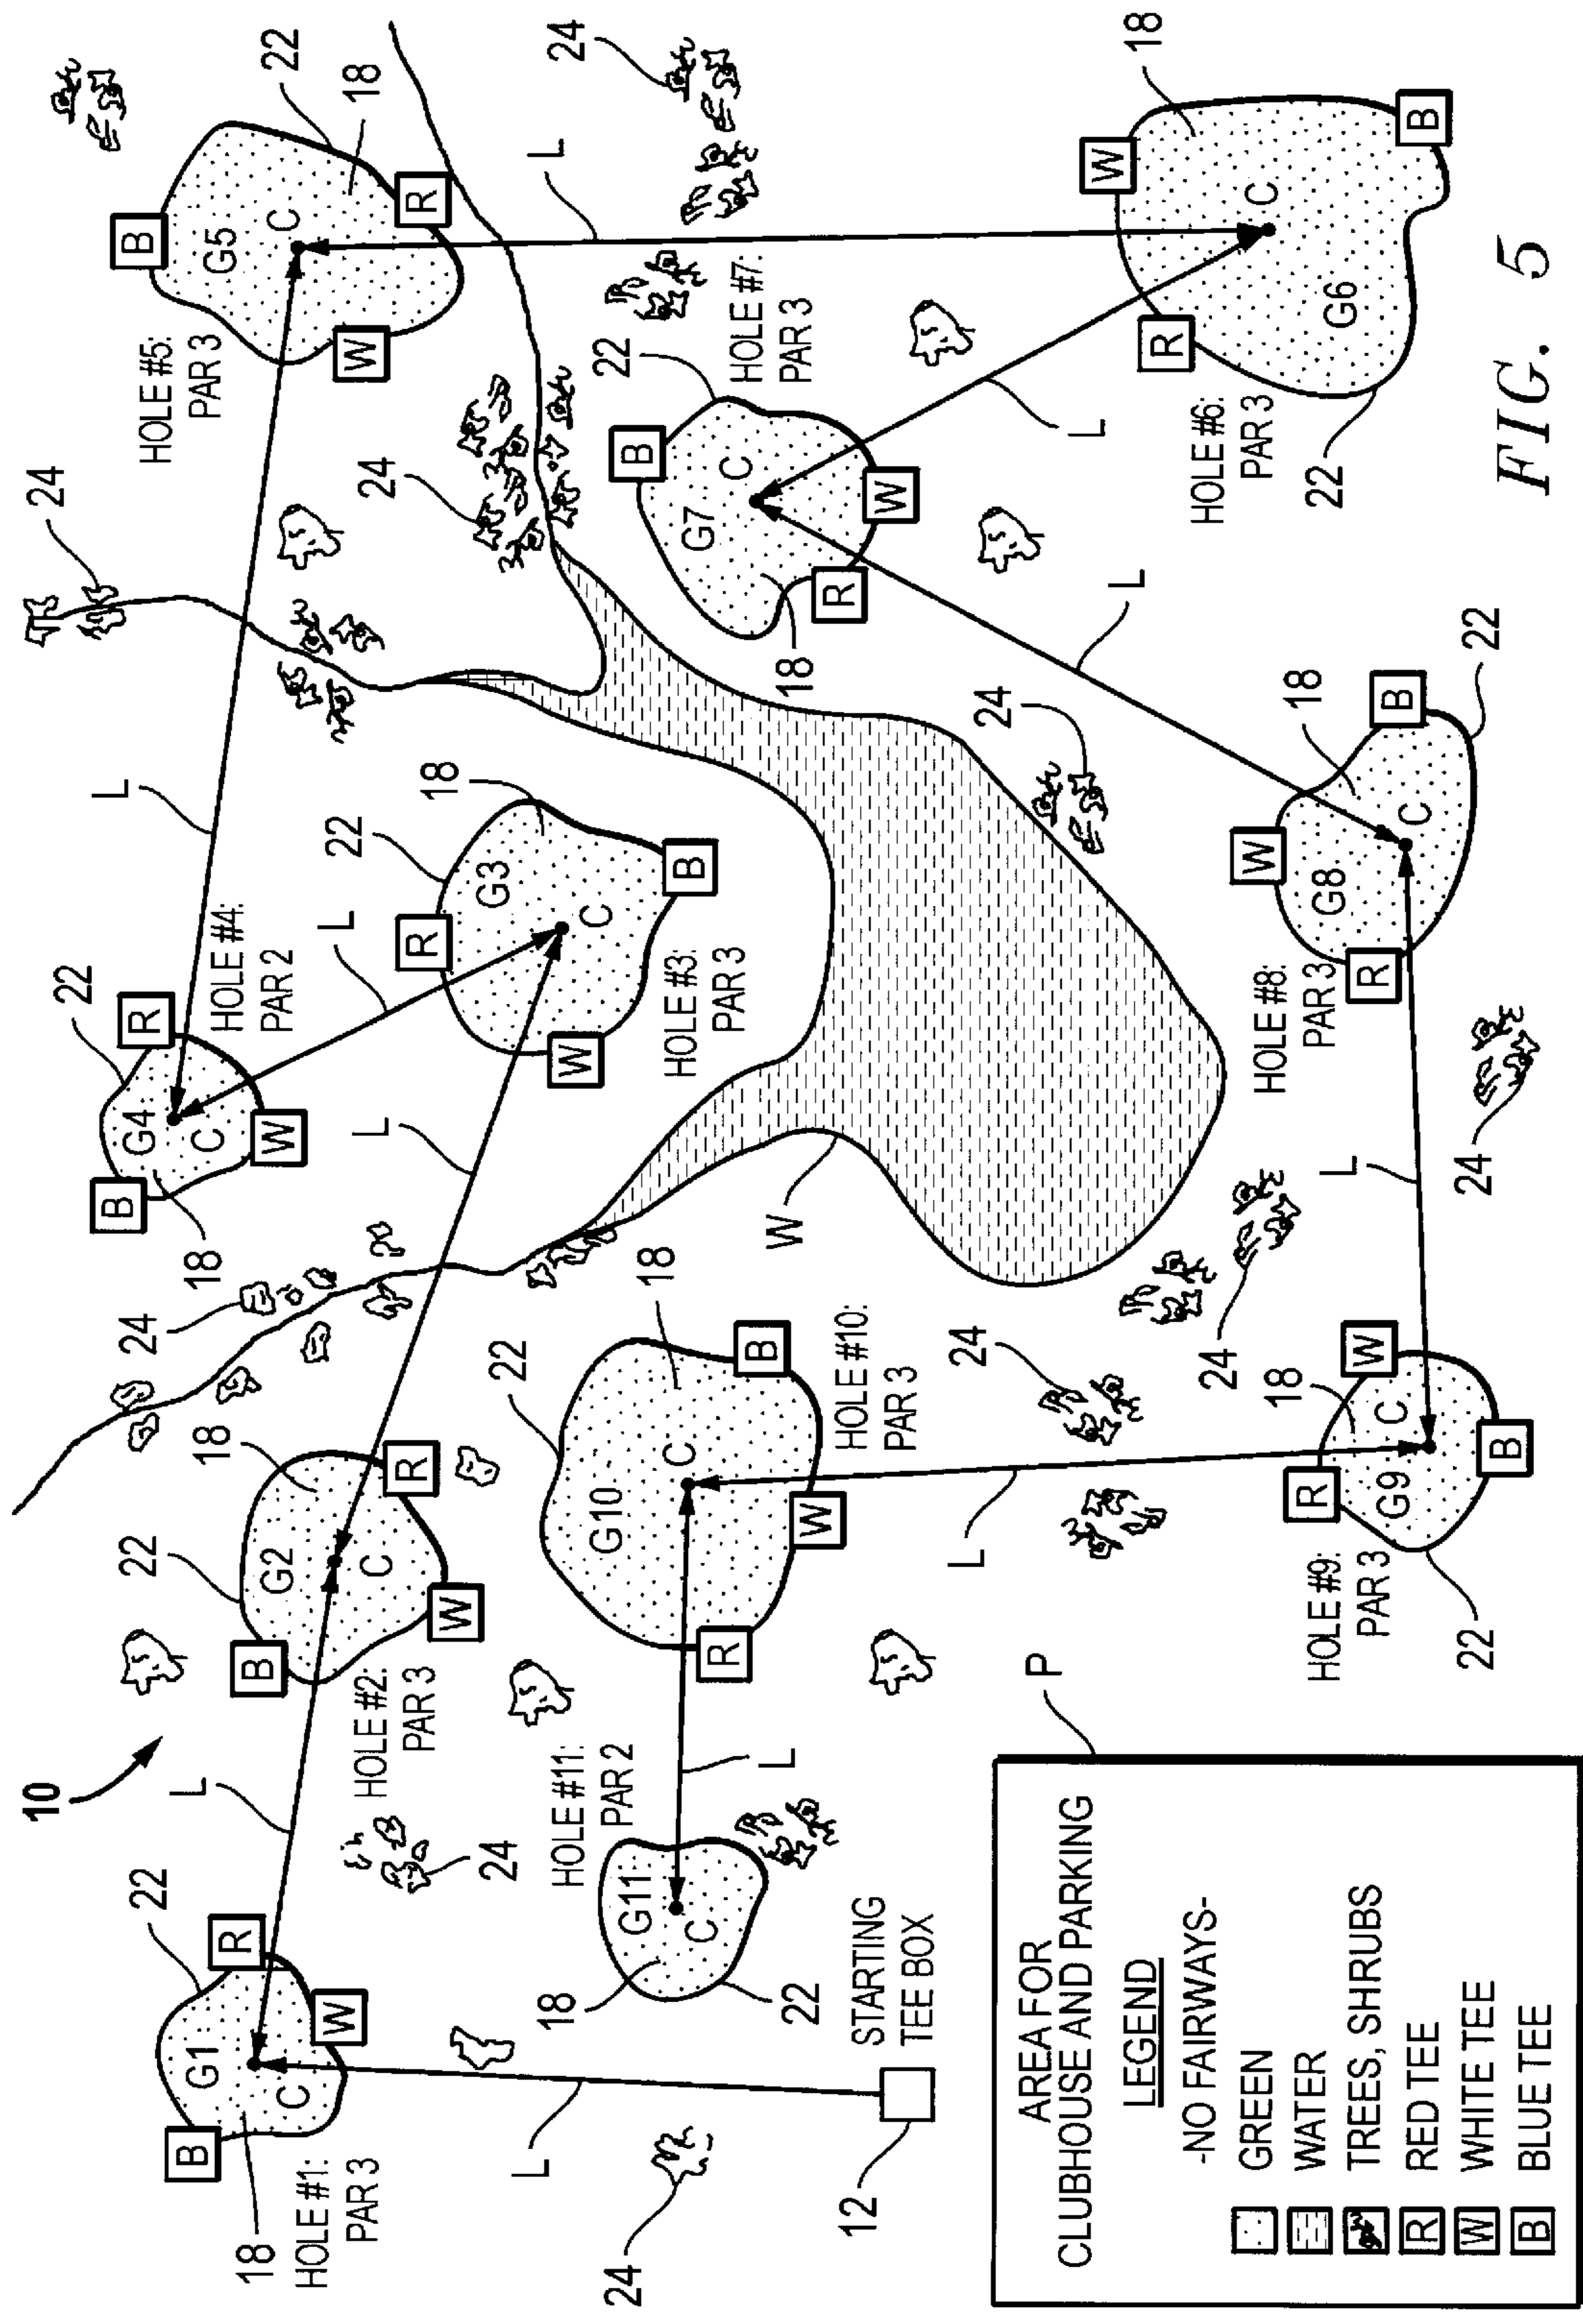 10
L
22
G1
C
18
B
R
W
HOLE #1:
PAR 3
L
24
12
STARTING
TEE BOX
L
22
G2
C
18
B
R
W
HOLE #2:
PAR 3
24
24
L
22
G3
C
18
R
W
B
HOLE #3:
PAR 3
L
22
G4
C
18
B
R
W
HOLE #4:
PAR 2
L
24
22
G5
C
18
B
R
W
HOLE #5:
PAR 3
24
24
L
22
G6
C
18
W
R
B
HOLE #6:
PAR 3
L
22
G7
C
18
B
W
R
HOLE #7:
PAR 3
L
24
22
G8
C
18
W
B
R
HOLE #8:
PAR 3
L
24
24
24
22
G9
C
18
R
W
B
HOLE #9:
PAR 3
L
22
G10
C
18
R
W
B
HOLE #10:
PAR 3
L
22
G11
C
18
HOLE #11:
PAR 2
W
P
AREA FOR
CLUBHOUSE AND PARKING
LEGEND
-NO FAIRWAYS-
GREEN
WATER
TREES, SHRUBS
R RED TEE
W WHITE TEE
B BLUE TEE
FIG. 5